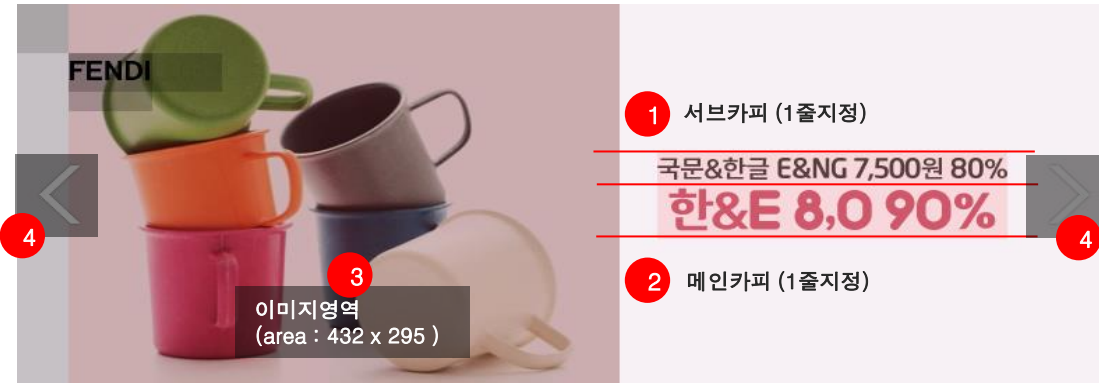 FENDI
1 서브카피 (1줄지정)
국문&한글 E&NG 7,500원 80%
한&E 8,0 90%
4
4
2 메인카피 (1줄지정)
3
이미지영역
(area : 432 x 295 )